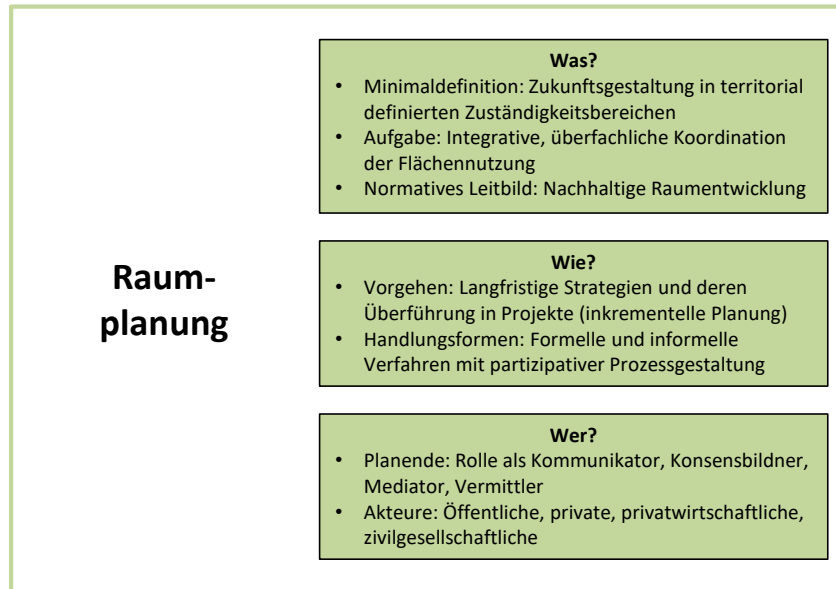 Raum-
planung
Was?
• Minimaldefinition: Zukunftsgestaltung in territorial
definierten Zuständigkeitsbereichen
• Aufgabe: Integrative, überfachliche Koordination
der Flächennutzung
• Normatives Leitbild: Nachhaltige Raumentwicklung
Wie?
• Vorgehen: Langfristige Strategien und deren
Überführung in Projekte (inkrementelle Planung)
• Handlungsformen: Formelle und informelle
Verfahren mit partizipativer Prozessgestaltung
Wer?
• Planende: Rolle als Kommunikator, Konsensbildner,
Mediator, Vermittler
• Akteure: Öffentliche, private, privatwirtschaftliche,
zivilgesellschaftliche